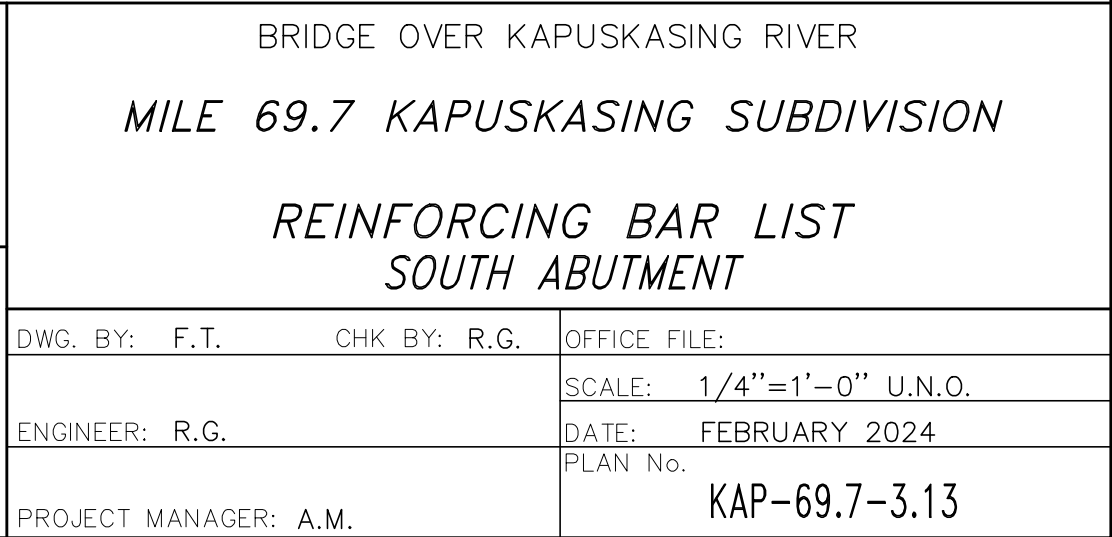 BRIDGE OVER KAPUSKASING RIVER
MILE 69.7 KAPUSKASING SUBDIVISION
REINFORCING BAR LIST
SOUTH ABUTMENT
DWG. BY: F.T. CHK BY: R.G.
OFFICE FILE:
SCALE: 1/4''=1'-0'' U.N.O.
ENGINEER: R.G.
DATE: FEBRUARY 2024
PLAN No.
KAP-69.7-3.13
PROJECT MANAGER: A.M.